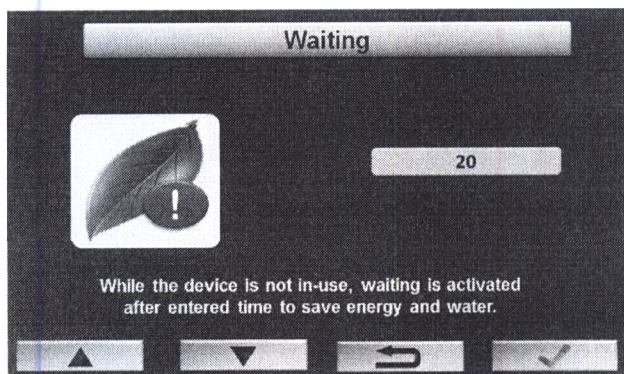 Waiting
20
While the device is not in-use, waiting is activated
after entered time to save energy and water.